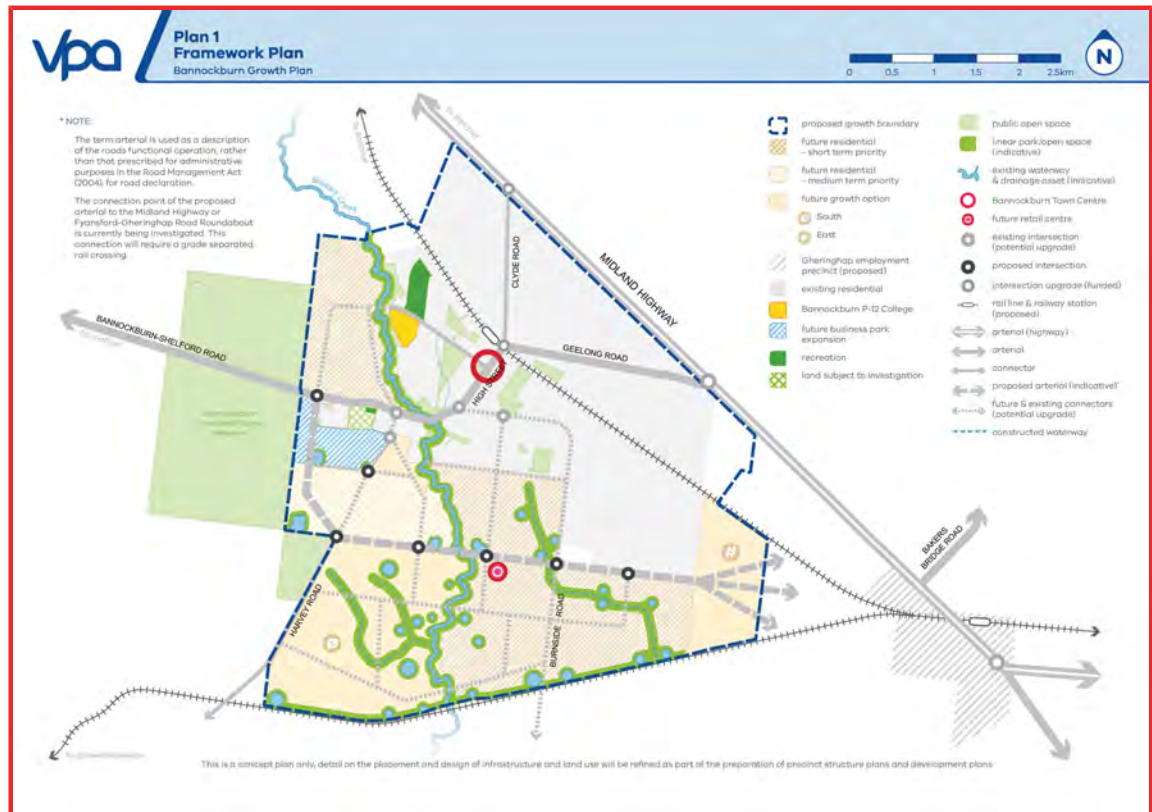 vpa
Plan 1
Framework Plan
Bannockburn Growth Plan
0 0.5 1 1.5 2 2.5km
N
* NOTE:
The term arterial is used as a description
of the roads functional operation, rather
than that prescribed for administrative
purposes in the Road Management Act
(2004), for road declaration.
The connection point of the proposed
arterial to the Midland Highway or
Fyansford-Gheringhap Road Roundabout
is currently being investigated. This
connection will require a grade separated
rail crossing.
proposed growth boundary
future residential
- short term priority
future residential
- medium term priority
future growth option
South
East
Gheringhap employment
precinct (proposed)
existing residential
Bannockburn P-12 College
future business park
expansion
recreation
land subject to investigation
public open space
linear park/open space
(indicative)
existing waterway
& drainage asset (indicative)
Bannockburn Town Centre
future retail centre
existing intersection
(potential upgrade)
proposed intersection
intersection upgrade (funded)
rail line & railway station
(proposed)
arterial (highway)
arterial
connector
proposed arterial (indicative)*
future & existing connectors
(potential upgrade)
constructed waterway
CLYDE ROAD
MIDLAND HIGHWAY
BANNOCKBURN-SHELFORD ROAD
GEELONG ROAD
HIGH STREET
BAKERS
BRIDGE ROAD
HARVEY ROAD
BURNSIDE ROAD
This is a concept plan only, detail on the placement and design of infrastructure and land use will be refined as part of the preparation of precinct structure plans and development plans